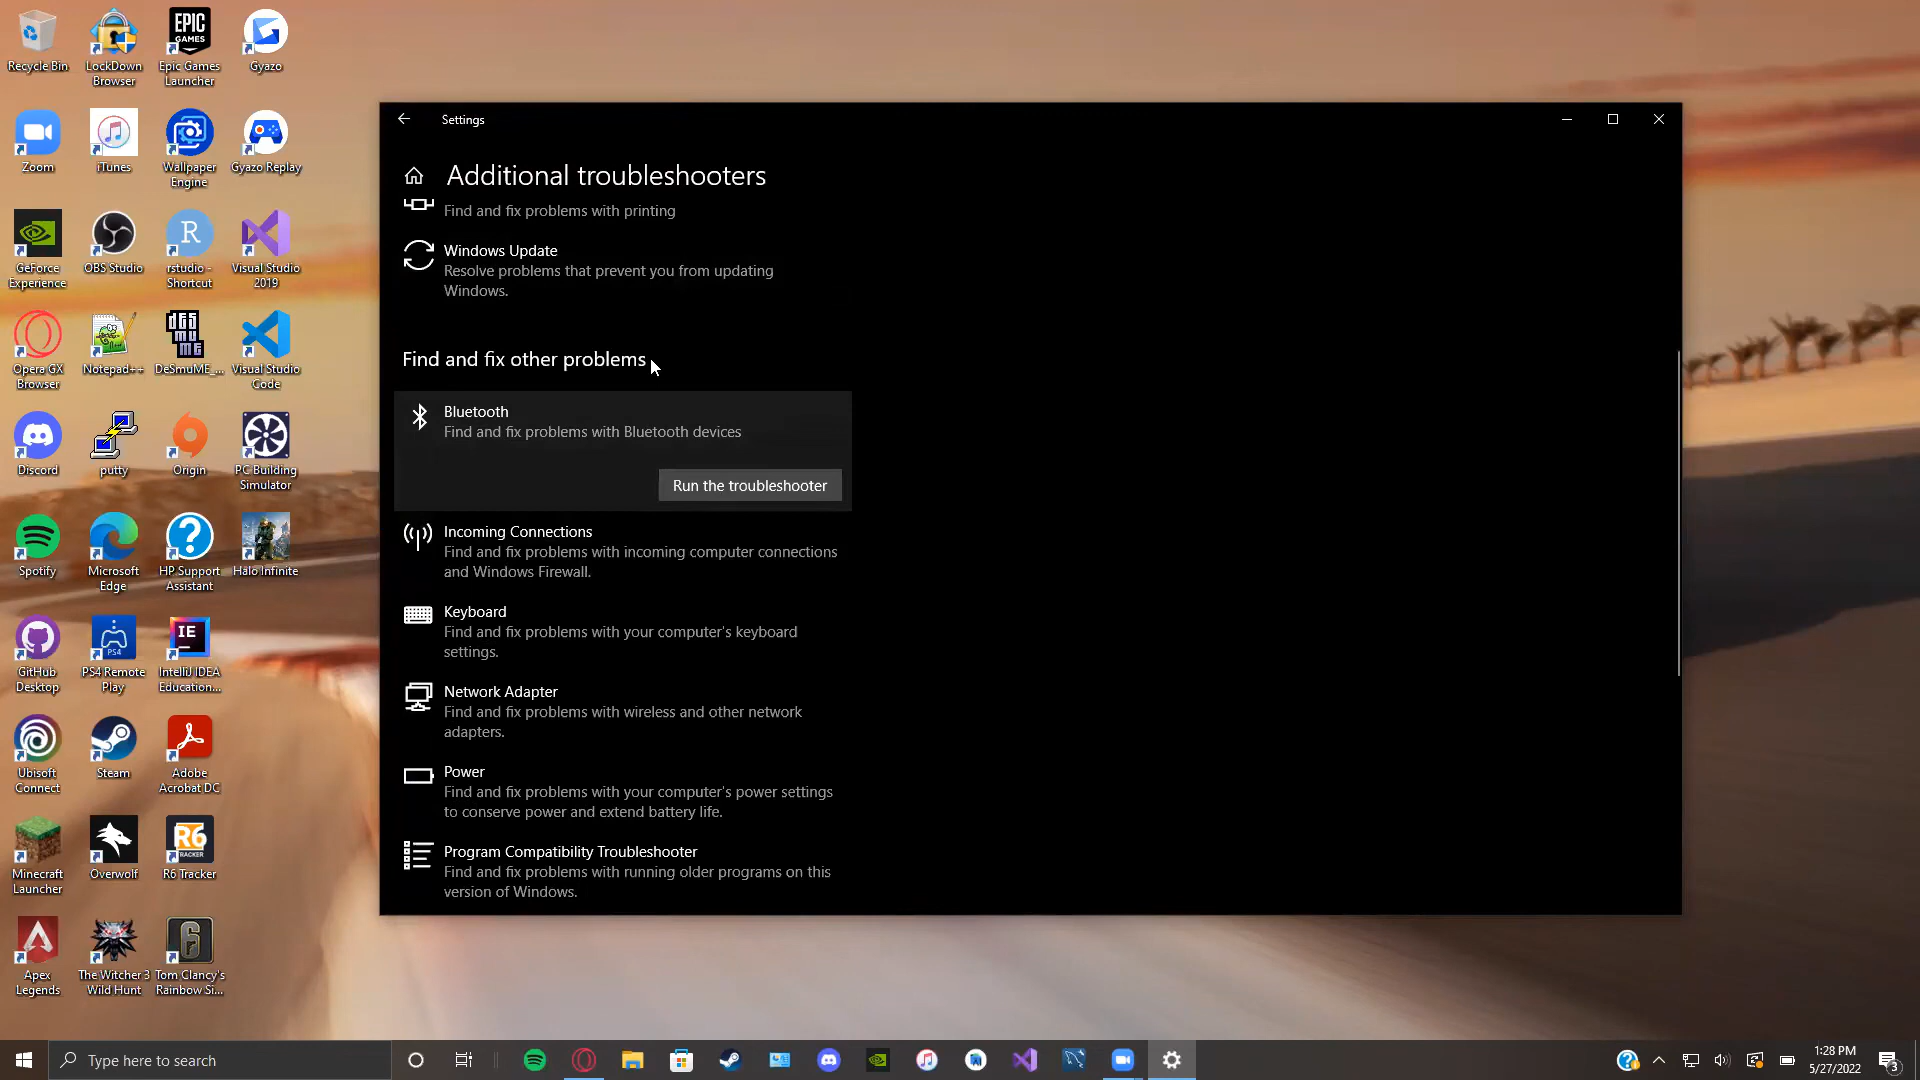 Recycle Bin
LockDown
Browser
EPIC
GAMES
Epic Games
Launcher
Gyazo
Zoom
iTunes
Wallpaper
Engine
Gyazo Replay
GeForce
Experience
OBS Studio
R
rstudio -
Shortcut
Visual Studio
2019
Opera GX
Browser
Notepad++
DESMUME
DeSmuME_...
Visual Studio
Code
Discord
putty
Origin
PC Building
Simulator
Spotify
Microsoft
Edge
HP Support
Assistant
Halo Infinite
GitHub
Desktop
PS4
PS4 Remote
Play
IE
IntelliJ IDEA
Education...
Ubisoft
Connect
Steam
Adobe
Acrobat DC
Minecraft
Launcher
Overwolf
R6
TRACKER
R6 Tracker
Apex
Legends
The Witcher 3
Wild Hunt
6
Tom Clancy's
Rainbow Si...
Settings
Additional troubleshooters
Find and fix problems with printing
Windows Update
Resolve problems that prevent you from updating
Windows.
Find and fix other problems
Bluetooth
Find and fix problems with Bluetooth devices
Run the troubleshooter
Incoming Connections
Find and fix problems with incoming computer connections
and Windows Firewall.
Keyboard
Find and fix problems with your computer's keyboard
settings.
Network Adapter
Find and fix problems with wireless and other network
adapters.
Power
Find and fix problems with your computer's power settings
to conserve power and extend battery life.
Program Compatibility Troubleshooter
Find and fix problems with running older programs on this
version of Windows.
Type here to search
1:28 PM
5/27/2022
3